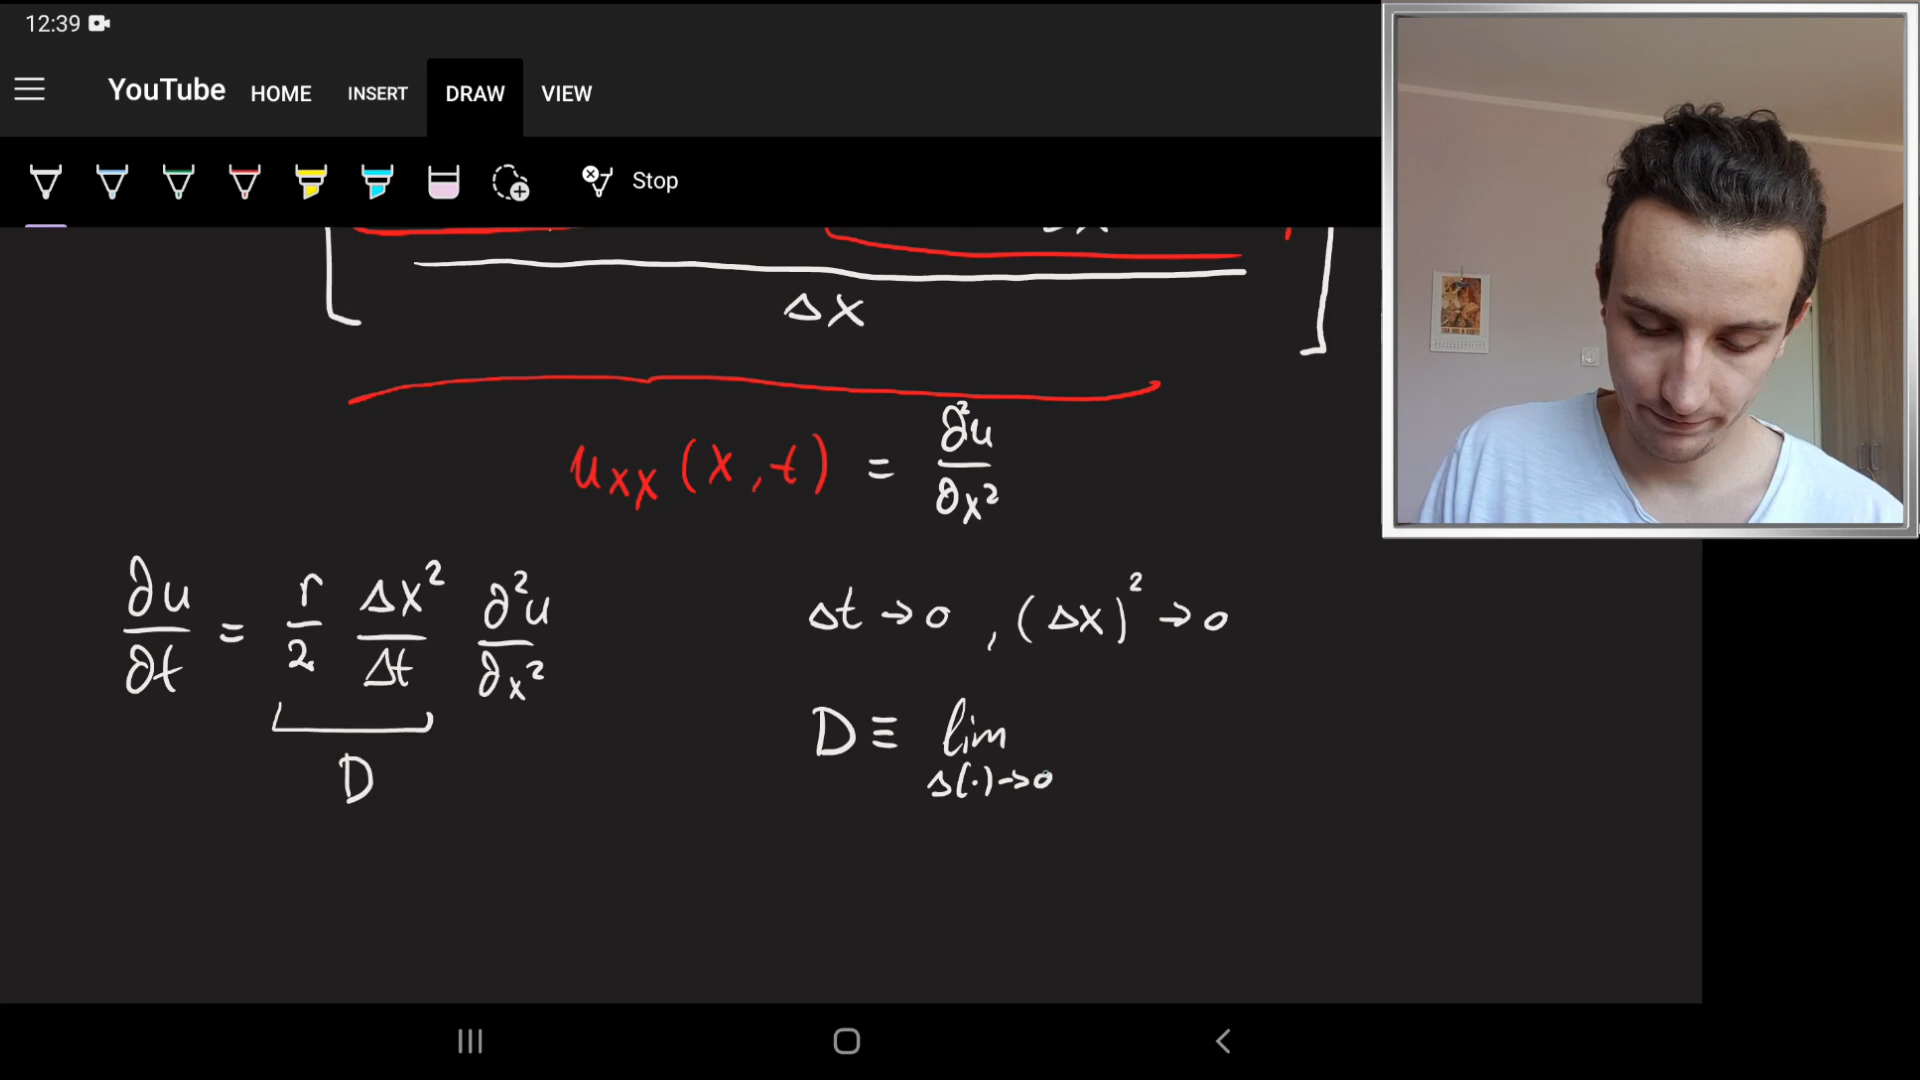 12:39
YouTube HOME INSERT DRAW VIEW
Stop
Δx
u_xx (x,t) = ∂²u/∂x²
∂u/∂t = r/2 Δx²/Δt ∂²u/∂x²
Δt → 0, (Δx)² → 0
D ≡ lim
Δ(·)→0
D